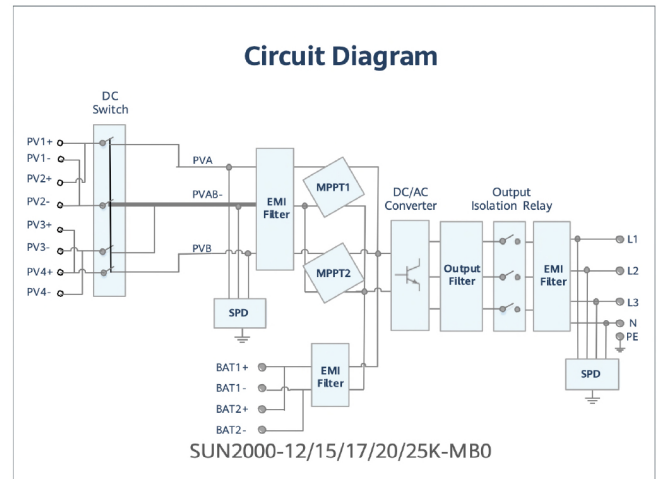 Circuit Diagram
DC
Switch
PV1+
PV1-
PV2+
PV2-
PV3+
PV3-
PV4+
PV4-
PVA
PVAB-
PVB
EMI
Filter
SPD
MPPT1
MPPT2
DC/AC
Converter
Output
Filter
Output
Isolation Relay
EMI
Filter
L1
L2
L3
N
PE
SPD
BAT1+
BAT1-
BAT2+
BAT2-
EMI
Filter
SUN2000-12/15/17/20/25K-MB0